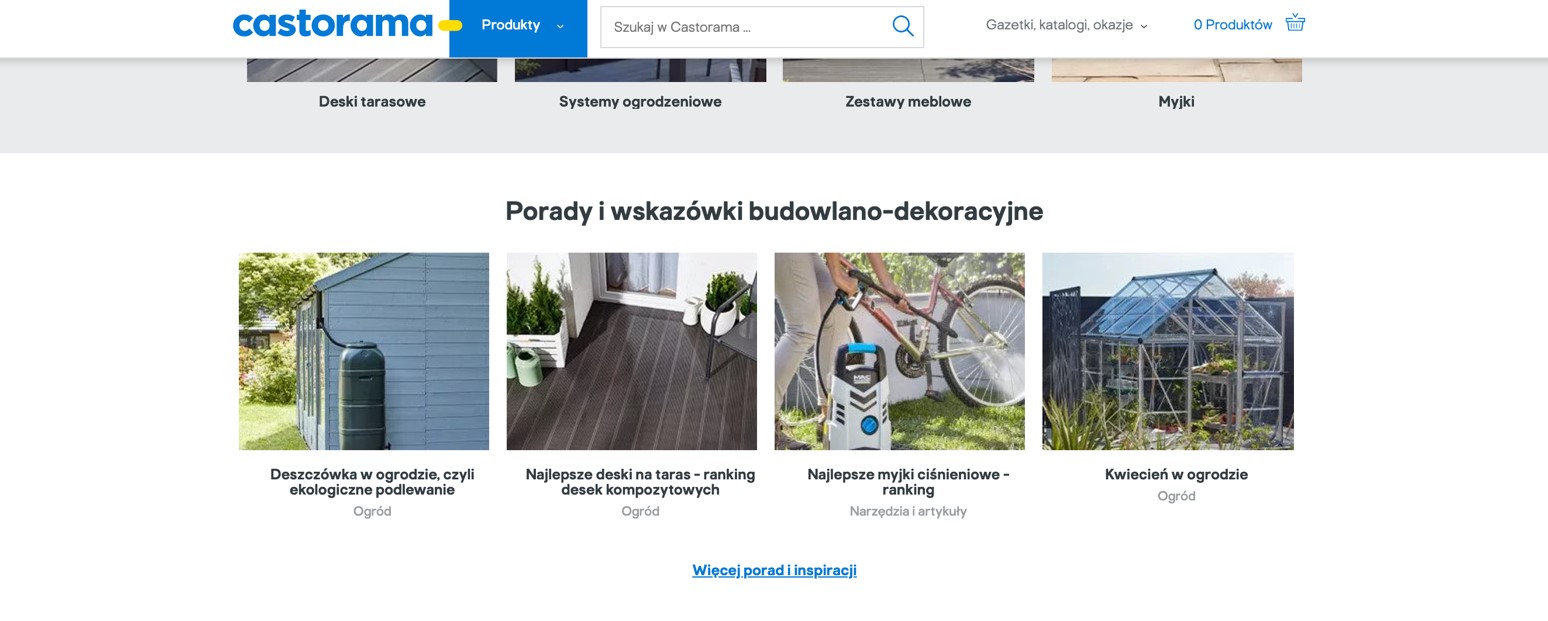 castorama
Produkty
Szukaj w Castorama ...
Gazetki, katalogi, okazje
0 Produktów
Deski tarasowe
Systemy ogrodzeniowe
Zestawy meblowe
Myjki
Porady i wskazówki budowlano-dekoracyjne
Deszczówka w ogrodzie, czyli
ekologiczne podlewanie
Ogród
Najlepsze deski na taras - ranking
desek kompozytowych
Ogród
Najlepsze myjki ciśnieniowe -
ranking
Narzędzia i artykuły
Kwiecień w ogrodzie
Ogród
Więcej porad i inspiracji